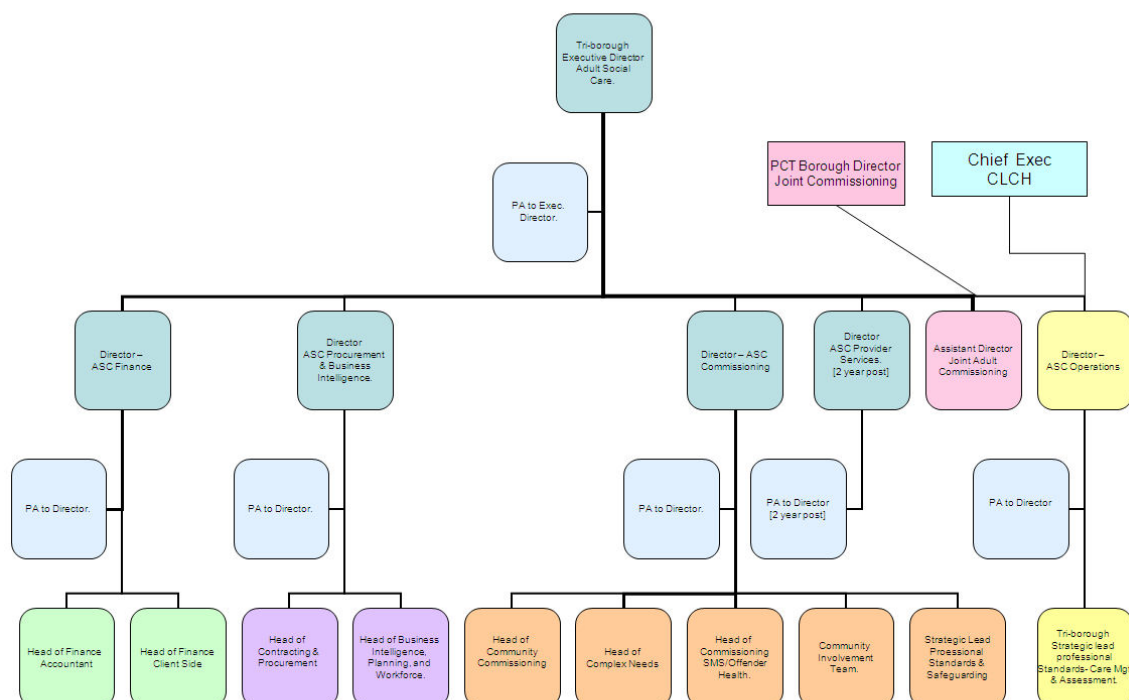 Tri-borough
Executive Director
Adult Social
Care.
PCT Borough Director
Joint Commissioning
Chief Exec
CLCH
PA to Exec.
Director.
Director –
ASC Finance
Director
ASC Procurement
& Business
Intelligence.
Director – ASC
Commissioning
Director
ASC Provider
Services.
[2 year post]
Assistant Director
Joint Adult
Commissioning
Director –
ASC Operations
PA to Director.
PA to Director.
PA to Director.
PA to Director
[2 year post]
PA to Director
Head of Finance
Accountant
Head of Finance
Client Side
Head of
Contracting &
Procurement
Head of Business
Intelligence,
Planning, and
Workforce.
Head of
Community
Commissioning
Head of
Complex Needs
Head of
Commissioning
SMS/Offender
Health.
Community
Involvement
Team.
Strategic Lead
Proessional
Standards &
Safeguarding
Tri-borough
Strategic lead
professional
Standards- Care Mgt
& Assessment.